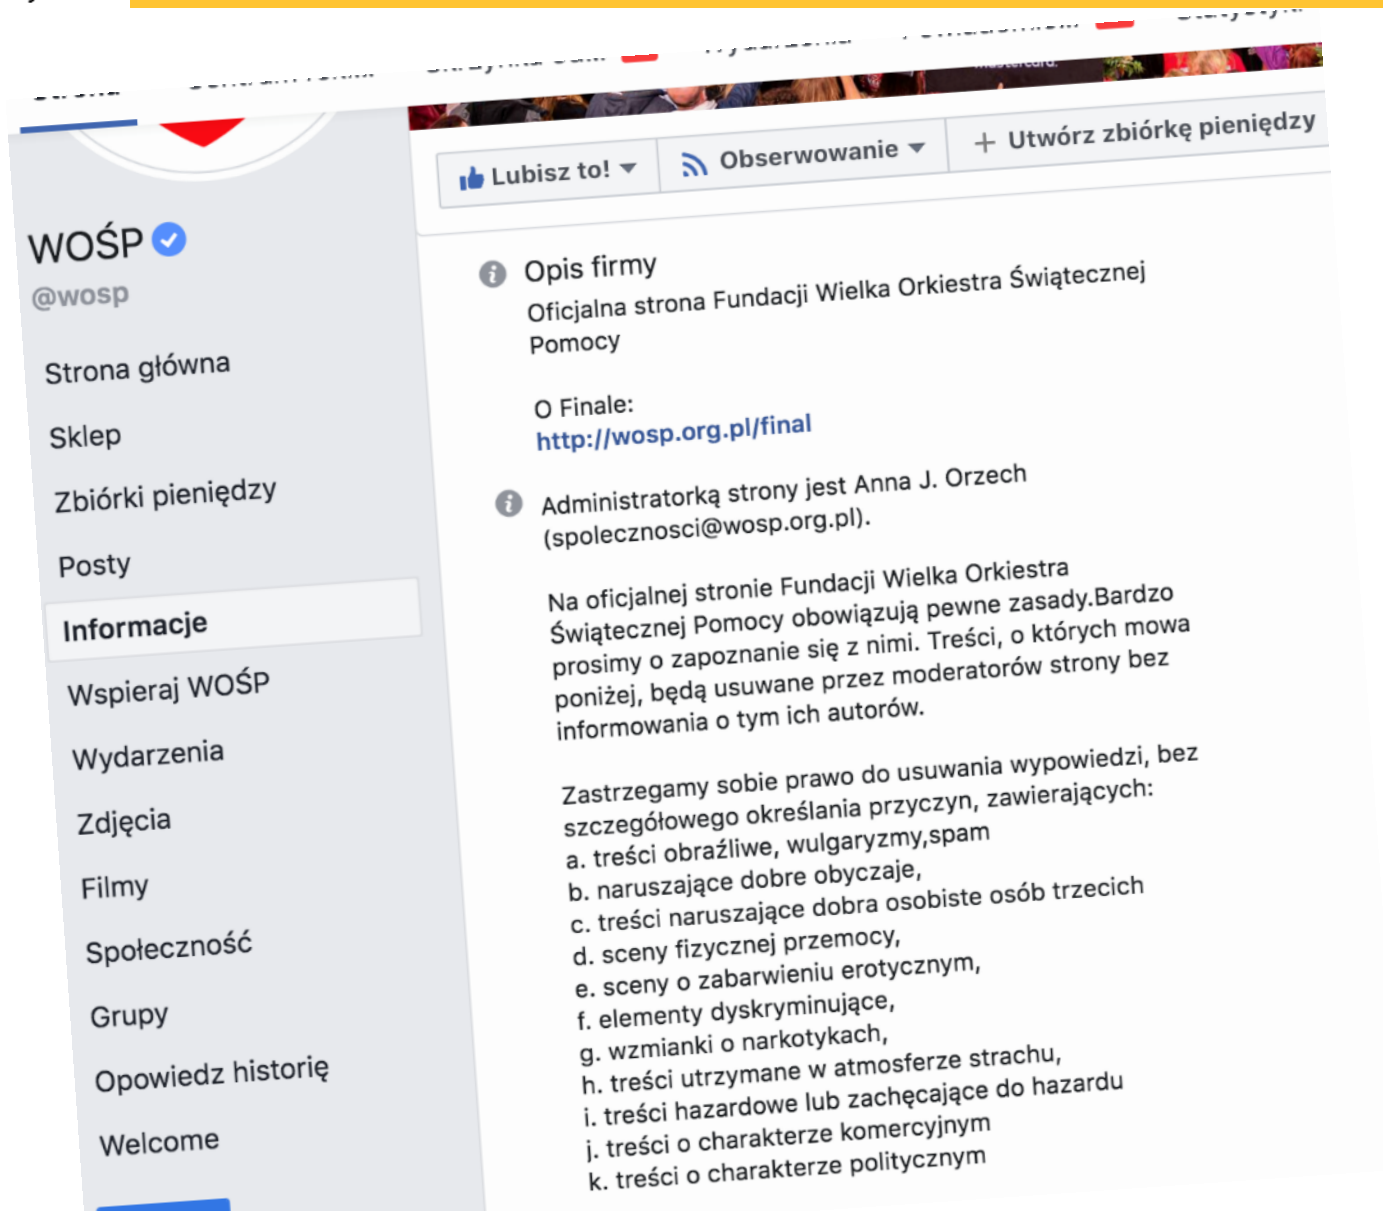 mastercard.
Lubisz to!
Obserwowanie
+ Utwórz zbiórkę pieniędzy
WOŚP
@wosp
Strona główna
Sklep
Zbiórki pieniędzy
Posty
Informacje
Wspieraj WOŚP
Wydarzenia
Zdjęcia
Filmy
Społeczność
Grupy
Opowiedz historię
Welcome
Opis firmy
Oficjalna strona Fundacji Wielka Orkiestra Świątecznej
Pomocy
O Finale:
http://wosp.org.pl/final
Administratorką strony jest Anna J. Orzech
(spolecznosci@wosp.org.pl).
Na oficjalnej stronie Fundacji Wielka Orkiestra
Świątecznej Pomocy obowiązują pewne zasady.Bardzo
prosimy o zapoznanie się z nimi. Treści, o których mowa
poniżej, będą usuwane przez moderatorów strony bez
informowania o tym ich autorów.
Zastrzegamy sobie prawo do usuwania wypowiedzi, bez
szczegółowego określania przyczyn, zawierających:
a. treści obraźliwe, wulgaryzmy,spam
b. naruszające dobre obyczaje,
c. treści naruszające dobra osobiste osób trzecich
d. sceny fizycznej przemocy,
e. sceny o zabarwieniu erotycznym,
f. elementy dyskryminujące,
g. wzmianki o narkotykach,
h. treści utrzymane w atmosferze strachu,
i. treści hazardowe lub zachęcające do hazardu
j. treści o charakterze komercyjnym
k. treści o charakterze politycznym